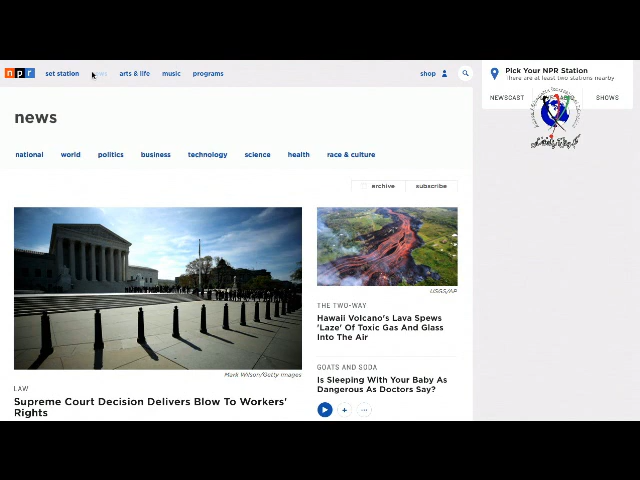 npr set station news arts & life music programs shop
Pick Your NPR Station
There are at least two stations nearby
NEWSCAST SHOWS
news
national world politics business technology science health race & culture
archive subscribe
USGS/AP
THE TWO-WAY
Hawaii Volcano's Lava Spews
'Laze' Of Toxic Gas And Glass
Into The Air
Mark Wilson/Getty Images
GOATS AND SODA
Is Sleeping With Your Baby As
Dangerous As Doctors Say?
LAW
Supreme Court Decision Delivers Blow To Workers'
Rights